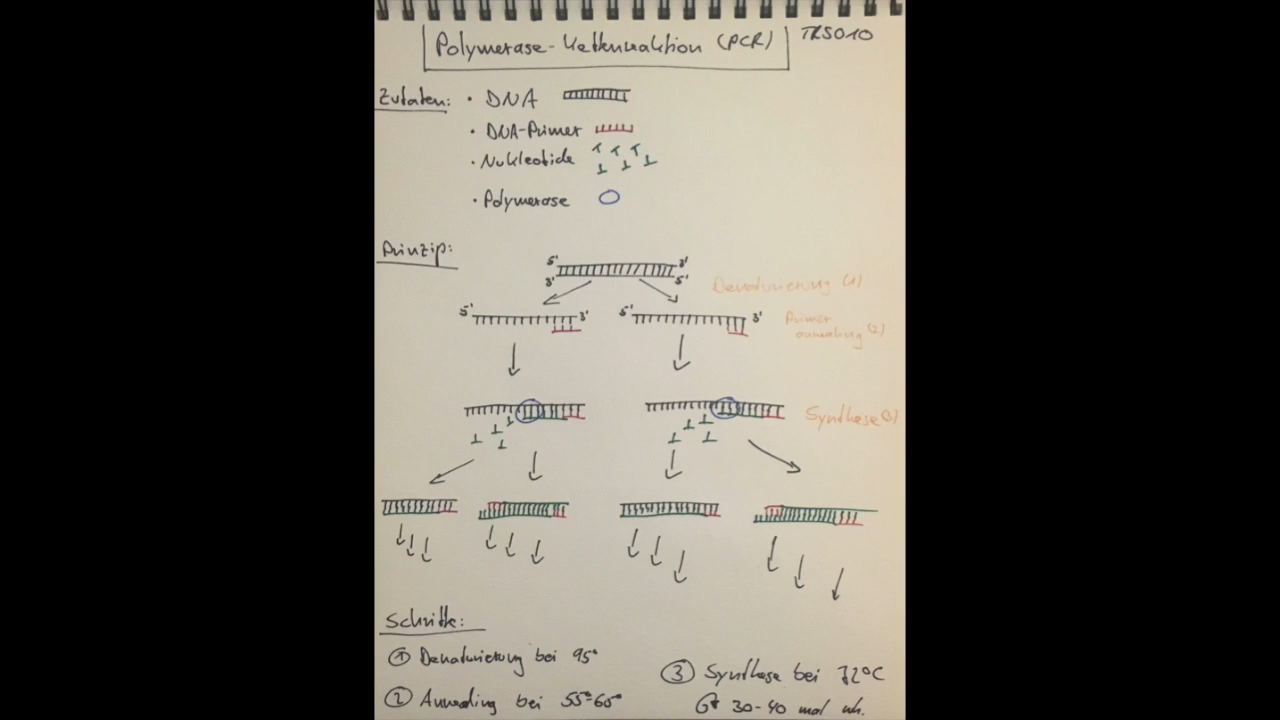 Polymerase-Kettenreaktion (PCR)
TR5010
Zutaten: • DNA
• DNA-Primer
• Nukleotide
• Polymerase
Prinzip:
5' 3'
3' 5'
Denaturierung (1)
5' 3' 5' 3'
Primer
annealing (2)
Synthese (3)
Schritte:
① Denaturierung bei 95°
② Annealing bei 55°-65°
③ Synthese bei 72°C
30-40 mal wh.